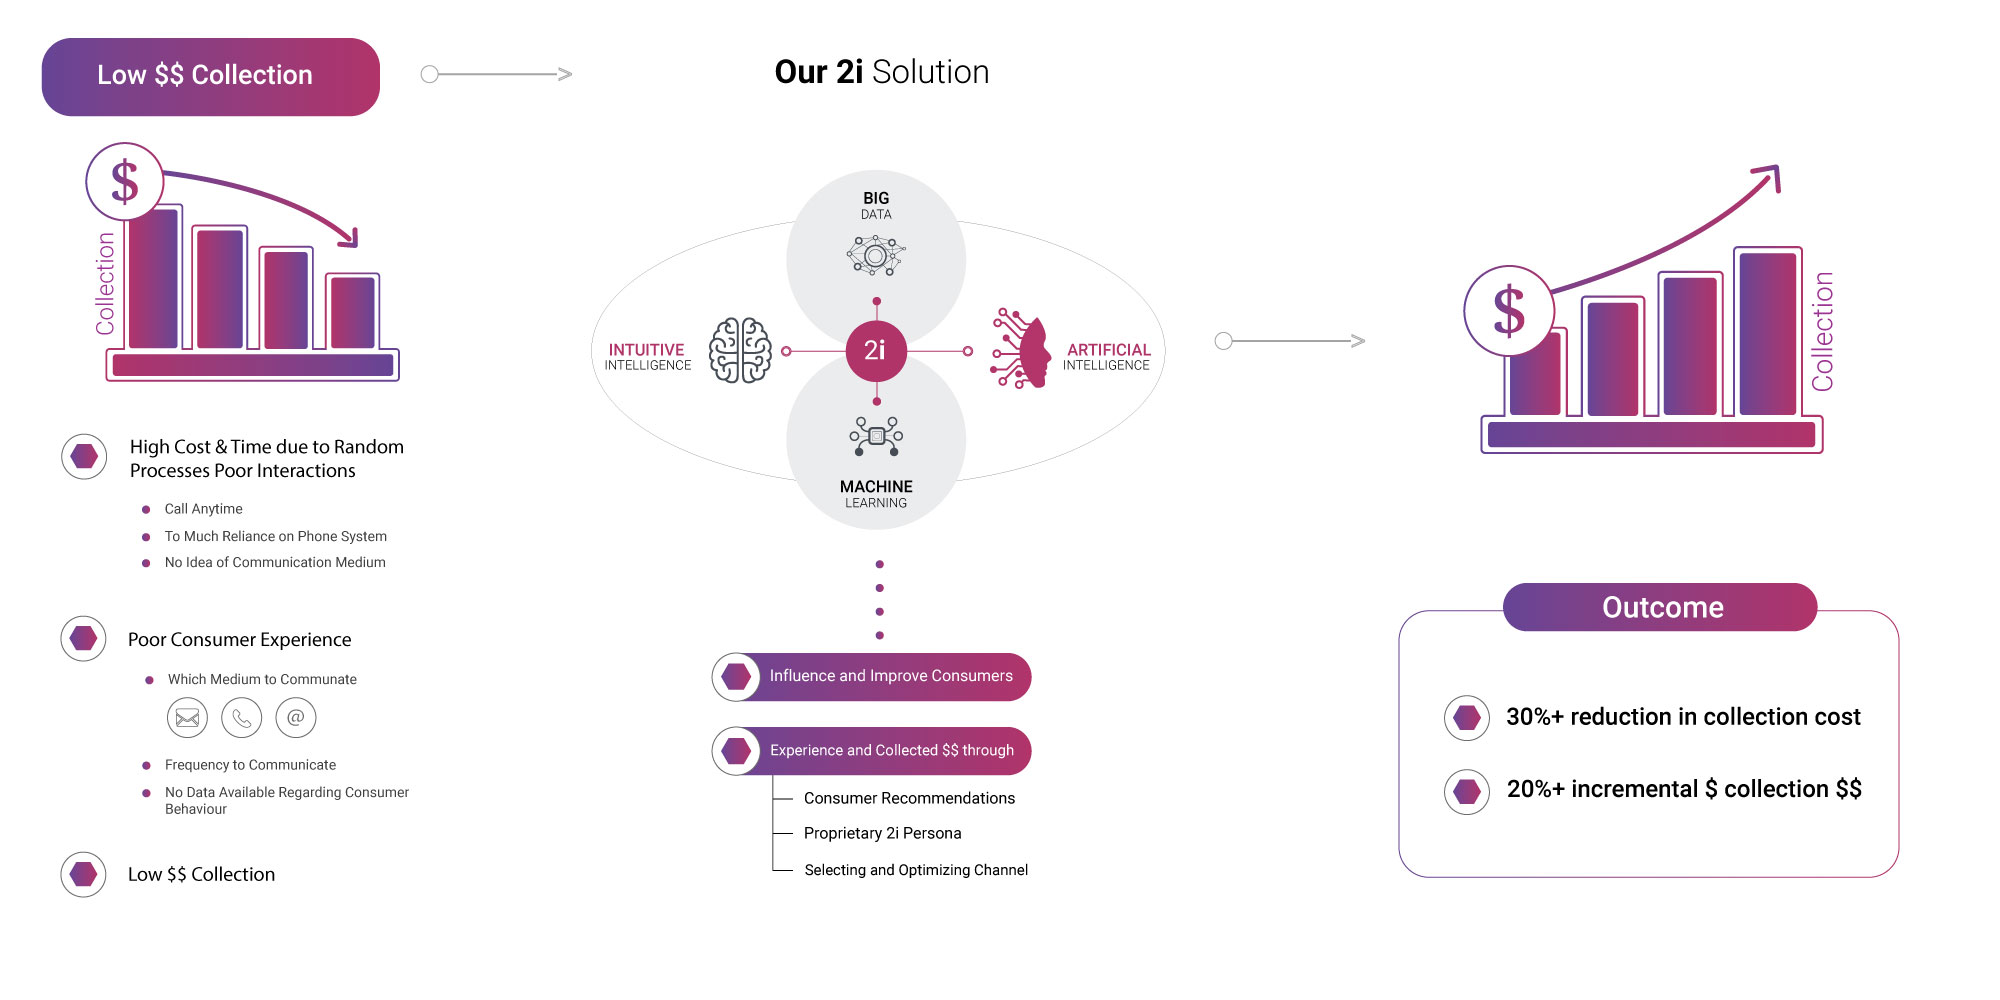 Low $$ Collection
$
Collection
High Cost & Time due to Random
Processes Poor Interactions
Call Anytime
To Much Reliance on Phone System
No Idea of Communication Medium
Poor Consumer Experience
Which Medium to Communate
@
Frequency to Communicate
No Data Available Regarding Consumer
Behaviour
Low $$ Collection
Our 2i Solution
BIG
DATA
INTUITIVE
INTELLIGENCE
2i
ARTIFICIAL
INTELLIGENCE
MACHINE
LEARNING
Influence and Improve Consumers
Experience and Collected $$ through
Consumer Recommendations
Proprietary 2i Persona
Selecting and Optimizing Channel
$
Collection
Outcome
30%+ reduction in collection cost
20%+ incremental $ collection $$